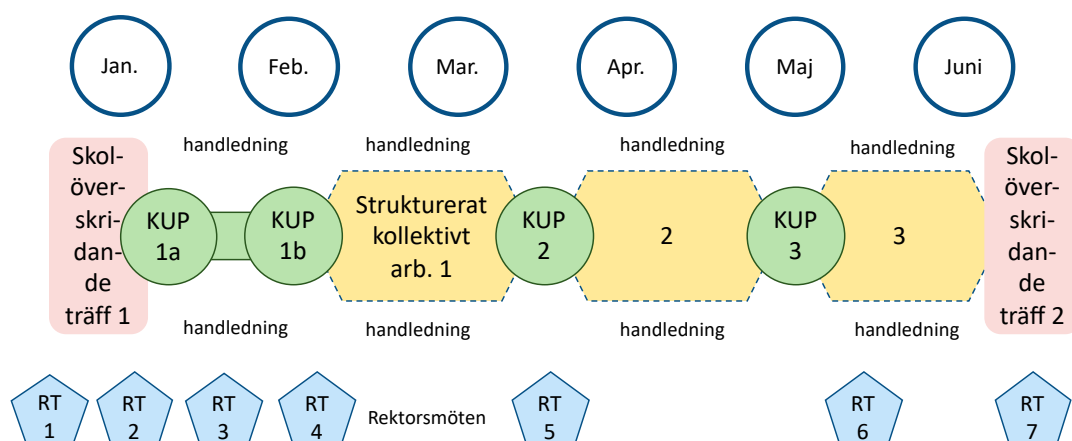 Jan.
Feb.
Mar.
Apr.
Maj
Juni
handledning
handledning
handledning
handledning
Skol-
över-
skri-
dan-
de
träff 1
KUP
1a
KUP
1b
Strukturerat
kollektivt
arb. 1
KUP
2
2
KUP
3
3
Skol-
över-
skri-
dan-
de
träff 2
handledning
handledning
handledning
handledning
RT
1
RT
2
RT
3
RT
4
Rektorsmöten
RT
5
RT
6
RT
7